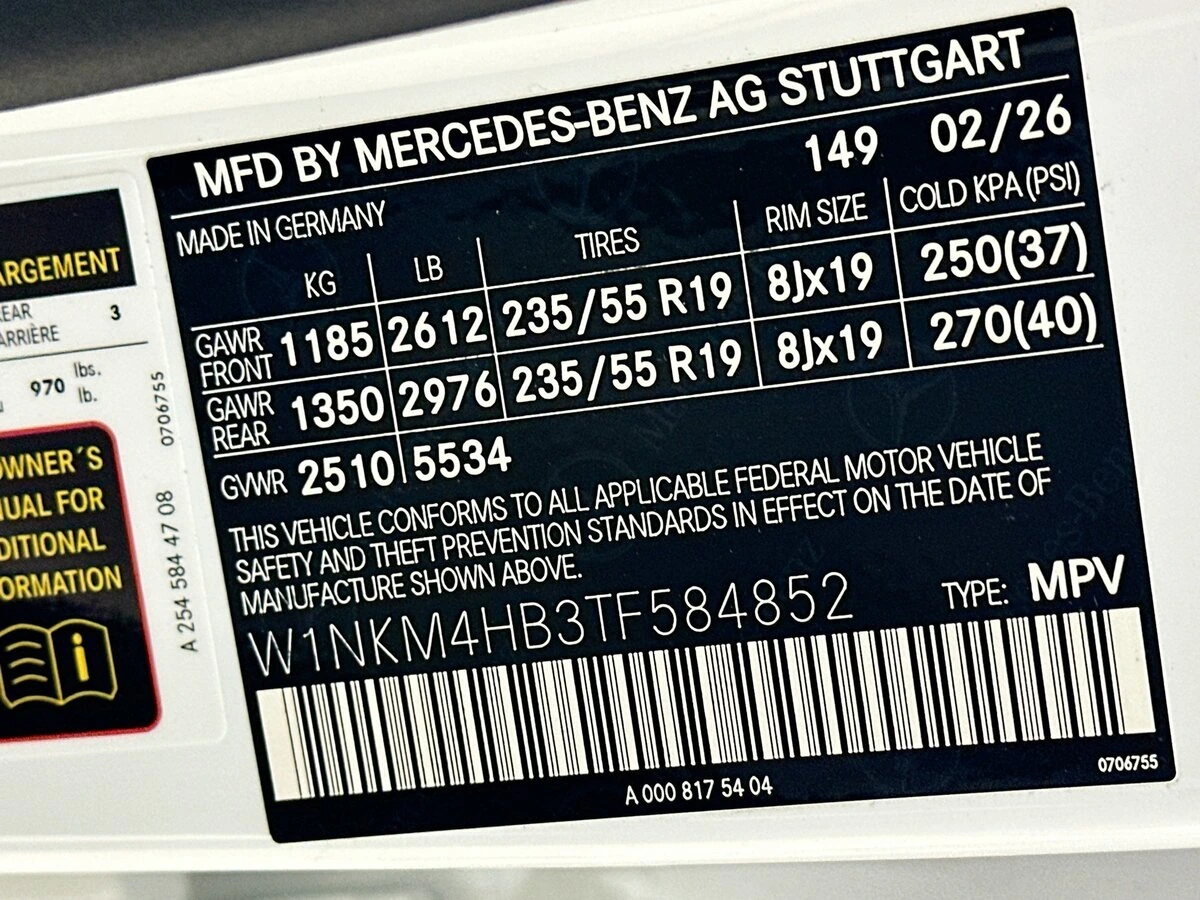 MFD BY MERCEDES-BENZ AG STUTTGART
149 02/26
MADE IN GERMANY
KG LB TIRES RIM SIZE COLD KPA (PSI)
GAWR FRONT 1185 2612 235/55 R19 8Jx19 250(37)
GAWR REAR 1350 2976 235/55 R19 8Jx19 270(40)
GVWR 2510 5534
THIS VEHICLE CONFORMS TO ALL APPLICABLE FEDERAL MOTOR VEHICLE
SAFETY AND THEFT PREVENTION STANDARDS IN EFFECT ON THE DATE OF
MANUFACTURE SHOWN ABOVE.
W1NKM4HB3TF584852 TYPE: MPV
A 000 817 54 04
0706755
ARGEMENT
EAR 3
ARRIÈRE
970 lbs.
lb.
OWNER´S
NUAL FOR
DITIONAL
ORMATION
i
A 254 584 47 08 0706755